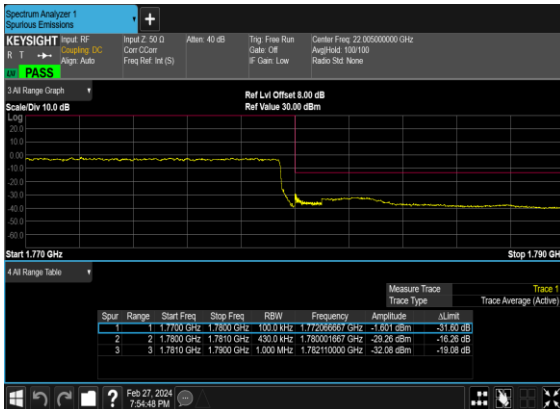 Spectrum Analyzer 1
Spurious Emissions
KEYSIGHT Input: RF Input Z: 50 Ω Atten: 40 dB Trig: Free Run Center Freq: 22.005000000 GHz
R T Coupling: DC Corr CCorr Gate: Off Avg|Hold: 100/100
Align: Auto Freq Ref: Int (S) IF Gain: Low Radio Std: None
PASS
3 All Range Graph
Ref Lvl Offset 8.00 dB
Scale/Div 10.0 dB Ref Value 30.00 dBm
Log
20.0
10.0
0.00
-10.0
-20.0
-30.0
-40.0
-50.0
-60.0
Start 1.770 GHz Stop 1.790 GH
4 All Range Table
Measure Trace Trace 1
Trace Type Trace Average (Active)
Spur Range Start Freq Stop Freq RBW Frequency Amplitude ΔLimit
1 1 1.7700 GHz 1.7800 GHz 100.0 kHz 1.772066667 GHz -1.601 dBm -31.60 dB
2 2 1.7800 GHz 1.7810 GHz 430.0 kHz 1.780001667 GHz -29.26 dBm -16.26 dB
3 3 1.7810 GHz 1.7900 GHz 1.000 MHz 1.782110000 GHz -32.08 dBm -19.08 dB
Feb 27, 2024
7:54:48 PM